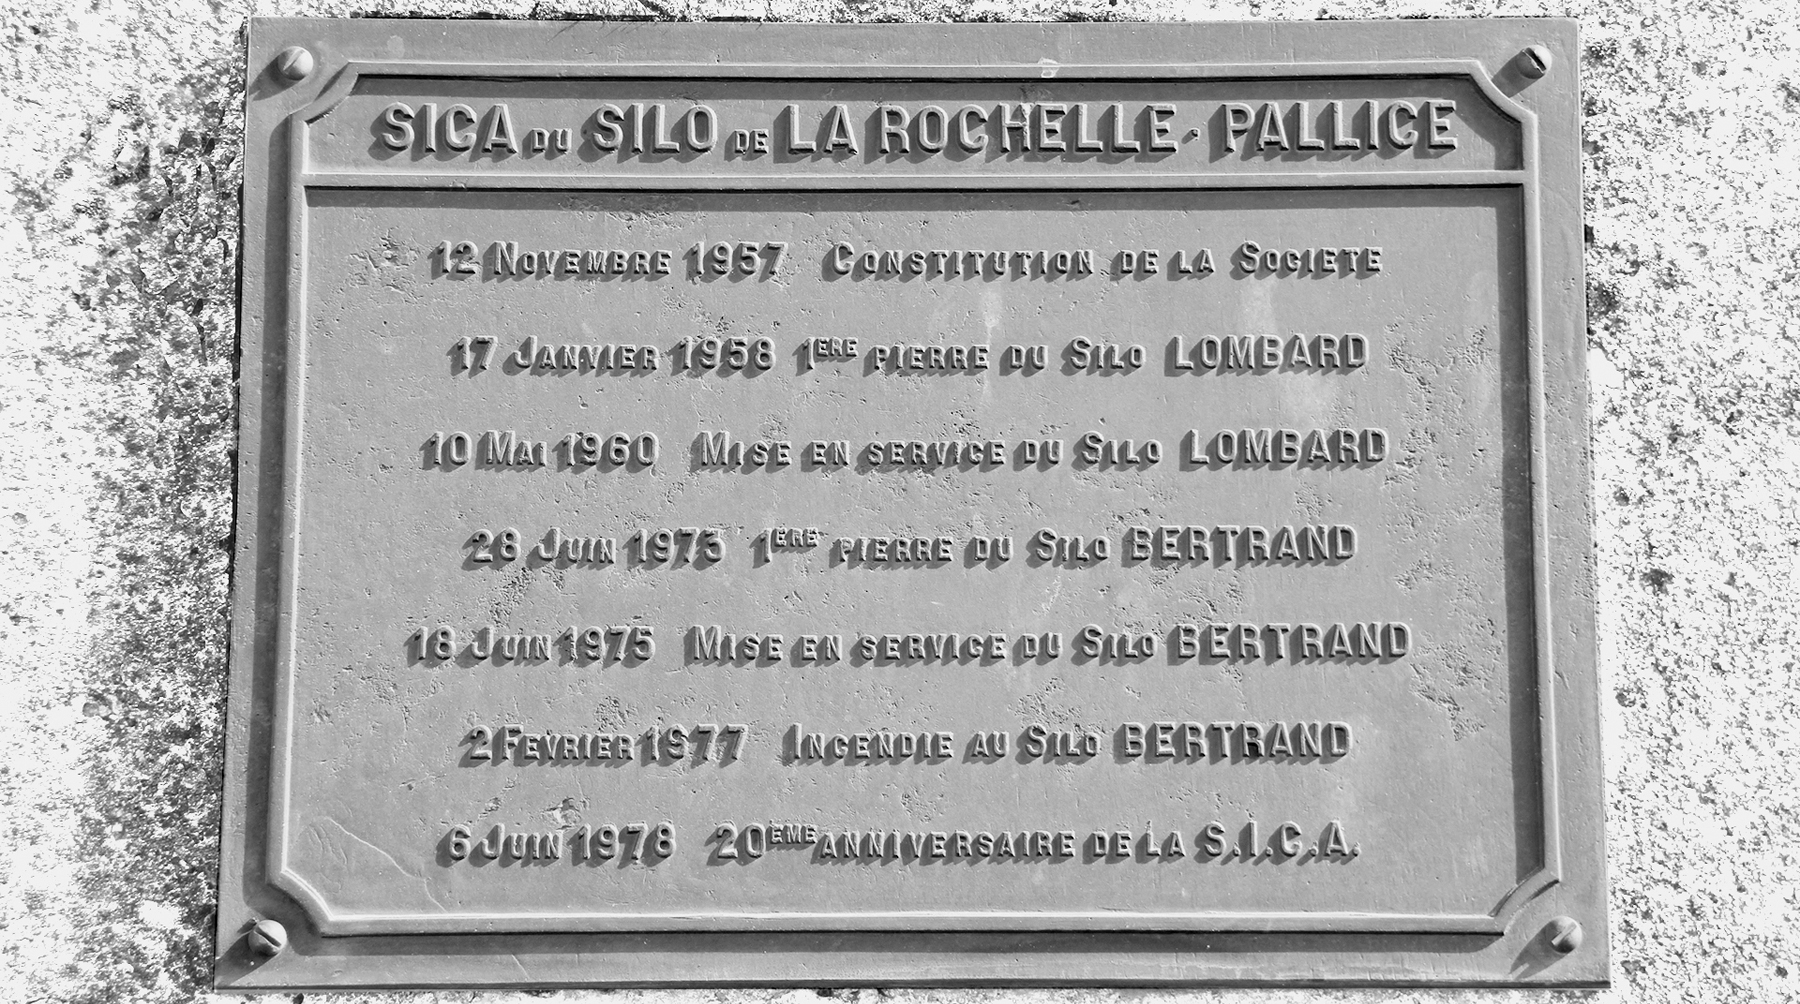 SICA DU SILO DE LA ROCHELLE - PALLICE
12 NOVEMBRE 1957 CONSTITUTION DE LA SOCIETE
17 JANVIER 1958 1ERE PIERRE DU SILO LOMBARD
10 MAI 1960 MISE EN SERVICE DU SILO LOMBARD
28 JUIN 1973 1ÈRE PIERRE DU SILO BERTRAND
18 JUIN 1975 MISE EN SERVICE DU SILO BERTRAND
2 FEVRIER 1977 INCENDIE AU SILO BERTRAND
6 JUIN 1978 20EME ANNIVERSAIRE DE LA S.I.C.A.